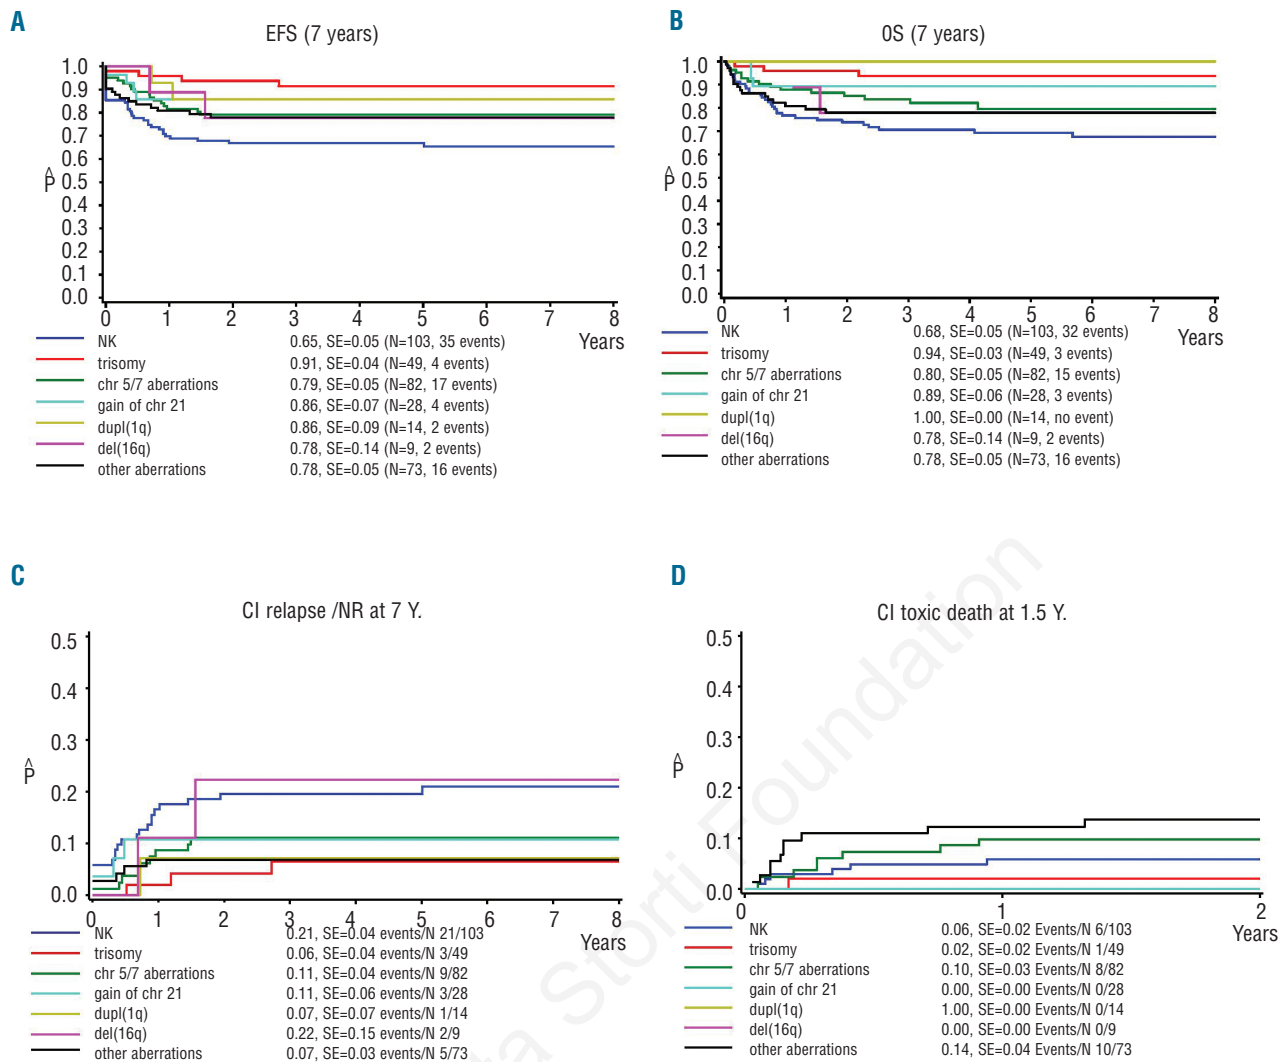 A
EFS (7 years)
1.0
0.9
0.8
0.7
0.6
0.5
0.4
0.3
0.2
0.1
0.0
^
P
0 1 2 3 4 5 6 7 8
Years
NK 0.65, SE=0.05 (N=103, 35 events)
trisomy 0.91, SE=0.04 (N=49, 4 events)
chr 5/7 aberrations 0.79, SE=0.05 (N=82, 17 events)
gain of chr 21 0.86, SE=0.07 (N=28, 4 events)
dupl(1q) 0.86, SE=0.09 (N=14, 2 events)
del(16q) 0.78, SE=0.14 (N=9, 2 events)
other aberrations 0.78, SE=0.05 (N=73, 16 events)
B
OS (7 years)
1.0
0.9
0.8
0.7
0.6
0.5
0.4
0.3
0.2
0.1
0.0
^
P
0 1 2 3 4 5 6 7 8
Years
NK 0.68, SE=0.05 (N=103, 32 events)
trisomy 0.94, SE=0.03 (N=49, 3 events)
chr 5/7 aberrations 0.80, SE=0.05 (N=82, 15 events)
gain of chr 21 0.89, SE=0.06 (N=28, 3 events)
dupl(1q) 1.00, SE=0.00 (N=14, no event)
del(16q) 0.78, SE=0.14 (N=9, 2 events)
other aberrations 0.78, SE=0.05 (N=73, 16 events)
C
CI relapse /NR at 7 Y.
0.5
0.4
0.3
0.2
0.1
0.0
^
P
0 1 2 3 4 5 6 7 8
Years
NK 0.21, SE=0.04 events/N 21/103
trisomy 0.06, SE=0.04 events/N 3/49
chr 5/7 aberrations 0.11, SE=0.04 events/N 9/82
gain of chr 21 0.11, SE=0.06 events/N 3/28
dupl(1q) 0.07, SE=0.07 events/N 1/14
del(16q) 0.22, SE=0.15 events/N 2/9
other aberrations 0.07, SE=0.03 events/N 5/73
D
CI toxic death at 1.5 Y.
0.5
0.4
0.3
0.2
0.1
0.0
^
P
0 1 2
Years
NK 0.06, SE=0.02 Events/N 6/103
trisomy 0.02, SE=0.02 Events/N 1/49
chr 5/7 aberrations 0.10, SE=0.03 Events/N 8/82
gain of chr 21 0.00, SE=0.00 Events/N 0/28
dupl(1q) 1.00, SE=0.00 Events/N 0/14
del(16q) 0.00, SE=0.00 Events/N 0/9
other aberrations 0.14, SE=0.04 Events/N 10/73
Storti Foundation